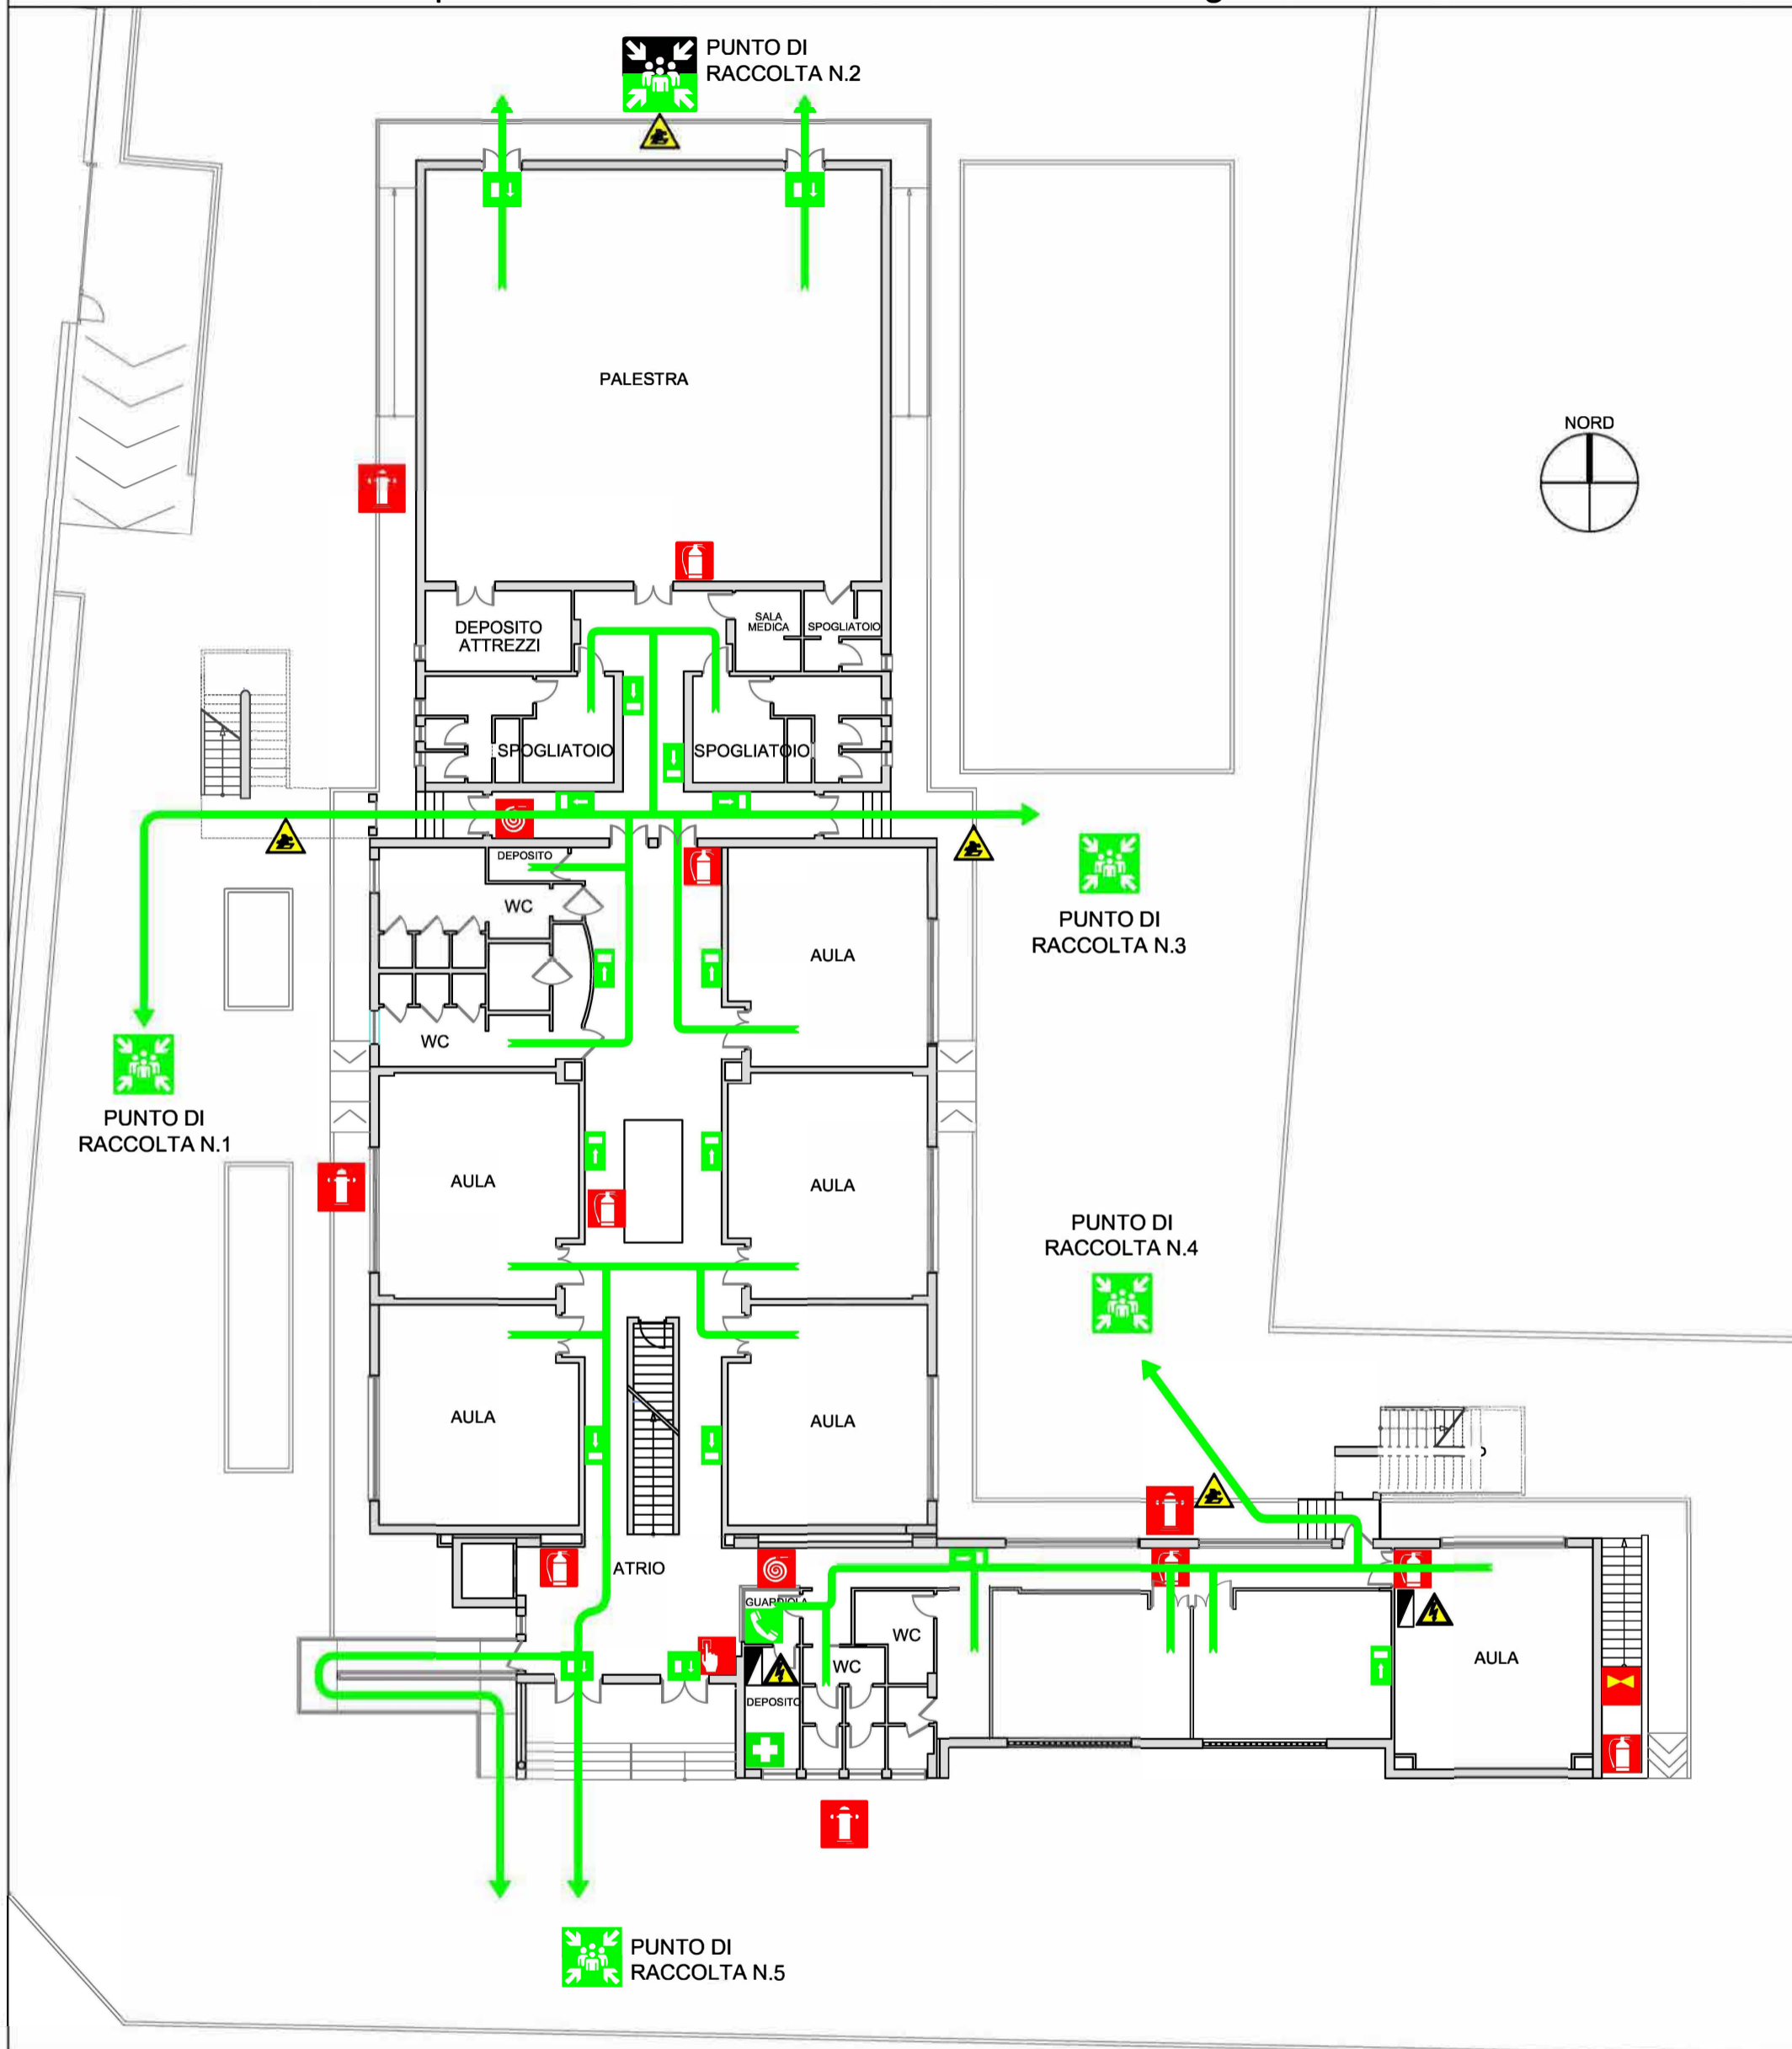 PUNTO DI
RACCOLTA N.2
PALESTRA
NORD
DEPOSITO
ATTREZZI
SALA
MEDICA
SPOGLIATOIO
SPOGLIATOIO
SPOGLIATOIO
DEPOSITO
WC
AULA
PUNTO DI
RACCOLTA N.3
WC
PUNTO DI
RACCOLTA N.1
AULA
AULA
PUNTO DI
RACCOLTA N.4
AULA
AULA
ATRIO
GUARDIOLA
WC
WC
AULA
DEPOSITO
PUNTO DI
RACCOLTA N.5